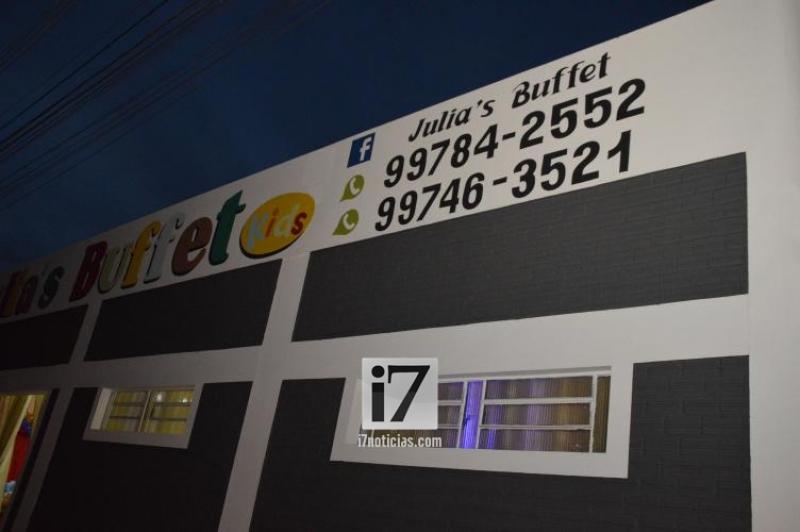 Julia's Buffet
99784-2552
99746-3521
Buffet Kids
i7
i7noticias.com